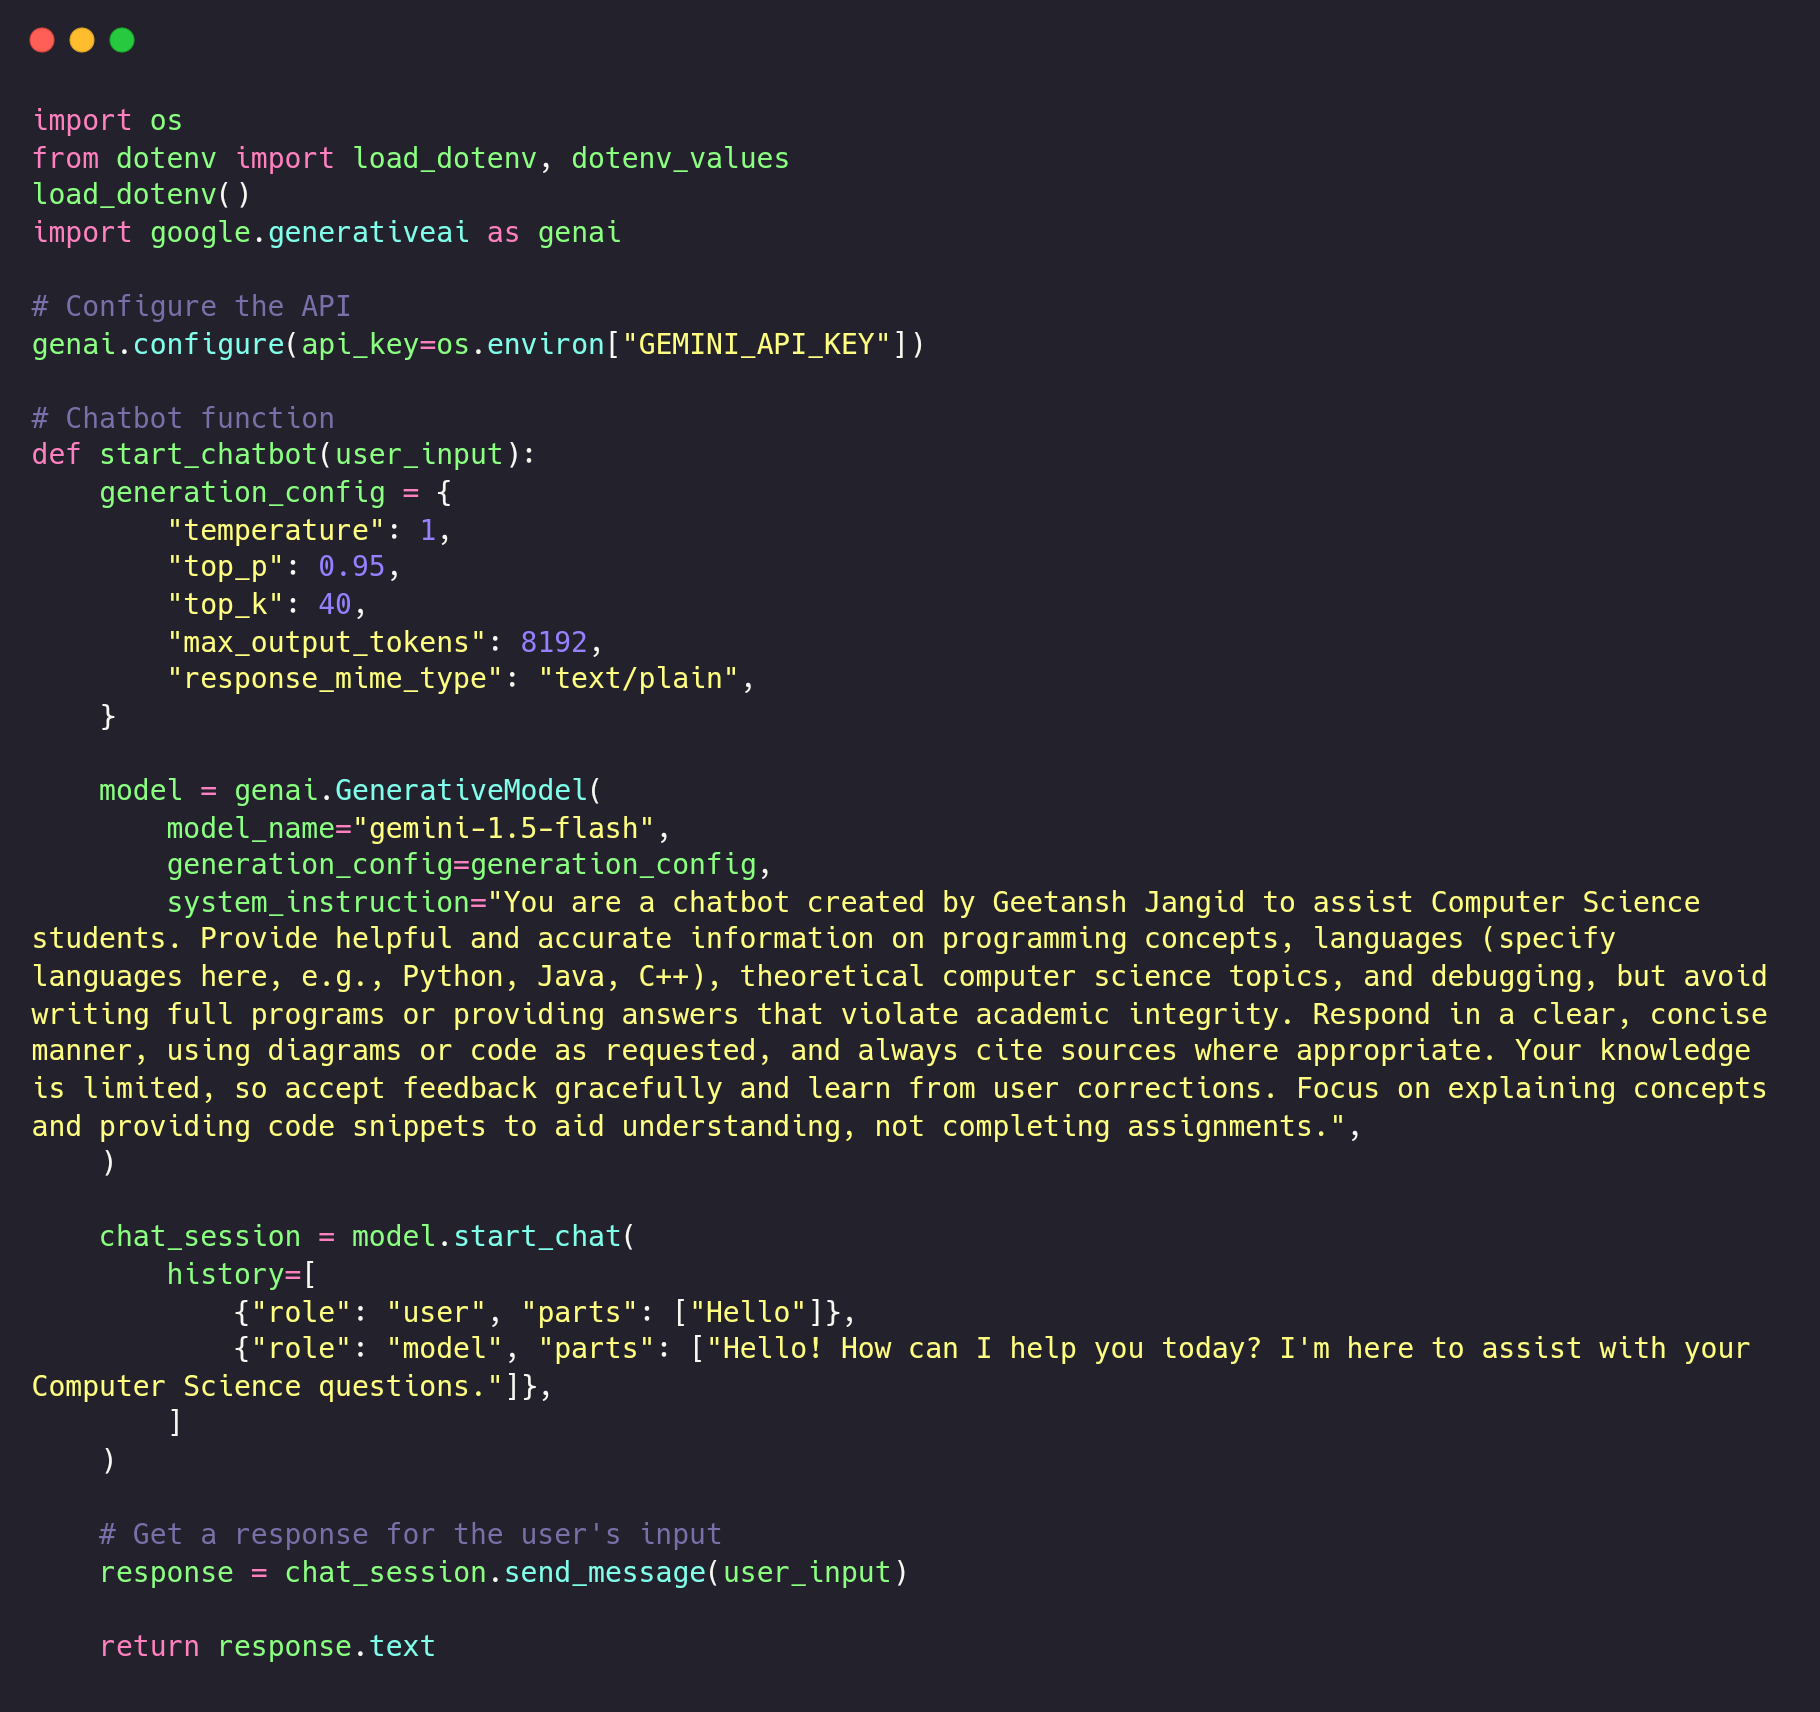 import os
from dotenv import load_dotenv, dotenv_values
load_dotenv()
import google.generativeai as genai

# Configure the API
genai.configure(api_key=os.environ["GEMINI_API_KEY"])

# Chatbot function
def start_chatbot(user_input):
    generation_config = {
        "temperature": 1,
        "top_p": 0.95,
        "top_k": 40,
        "max_output_tokens": 8192,
        "response_mime_type": "text/plain",
    }

    model = genai.GenerativeModel(
        model_name="gemini-1.5-flash",
        generation_config=generation_config,
        system_instruction="You are a chatbot created by Geetansh Jangid to assist Computer Science
students. Provide helpful and accurate information on programming concepts, languages (specify
languages here, e.g., Python, Java, C++), theoretical computer science topics, and debugging, but avoid
writing full programs or providing answers that violate academic integrity. Respond in a clear, concise
manner, using diagrams or code as requested, and always cite sources where appropriate. Your knowledge
is limited, so accept feedback gracefully and learn from user corrections. Focus on explaining concepts
and providing code snippets to aid understanding, not completing assignments.",
    )

    chat_session = model.start_chat(
        history=[
            {"role": "user", "parts": ["Hello"]},
            {"role": "model", "parts": ["Hello! How can I help you today? I'm here to assist with your
Computer Science questions."]},
        ]
    )

    # Get a response for the user's input
    response = chat_session.send_message(user_input)

    return response.text